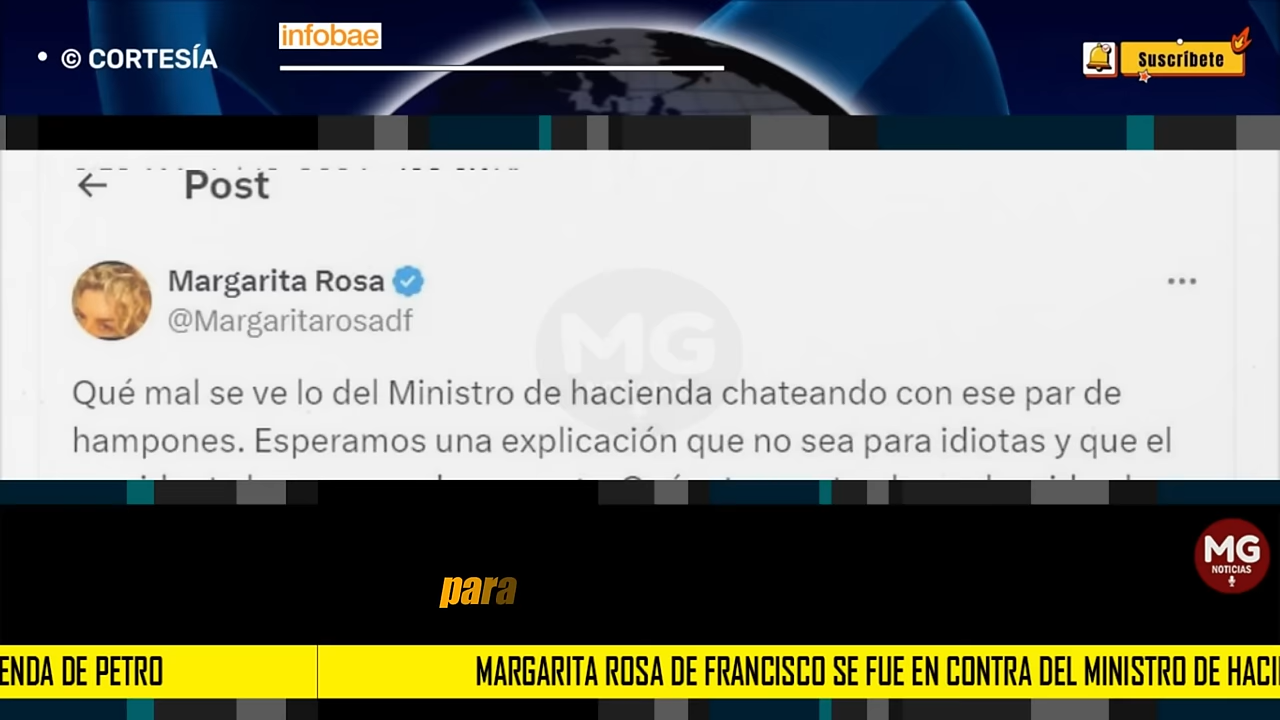 infobae
• © CORTESÍA
Suscríbete
Post
Margarita Rosa
@Margaritarosadf
MG
Qué mal se ve lo del Ministro de hacienda chateando con ese par de
hampones. Esperamos una explicación que no sea para idiotas y que el
MG
NOTICIAS
para
ENDA DE PETRO
MARGARITA ROSA DE FRANCISCO SE FUE EN CONTRA DEL MINISTRO DE HACI